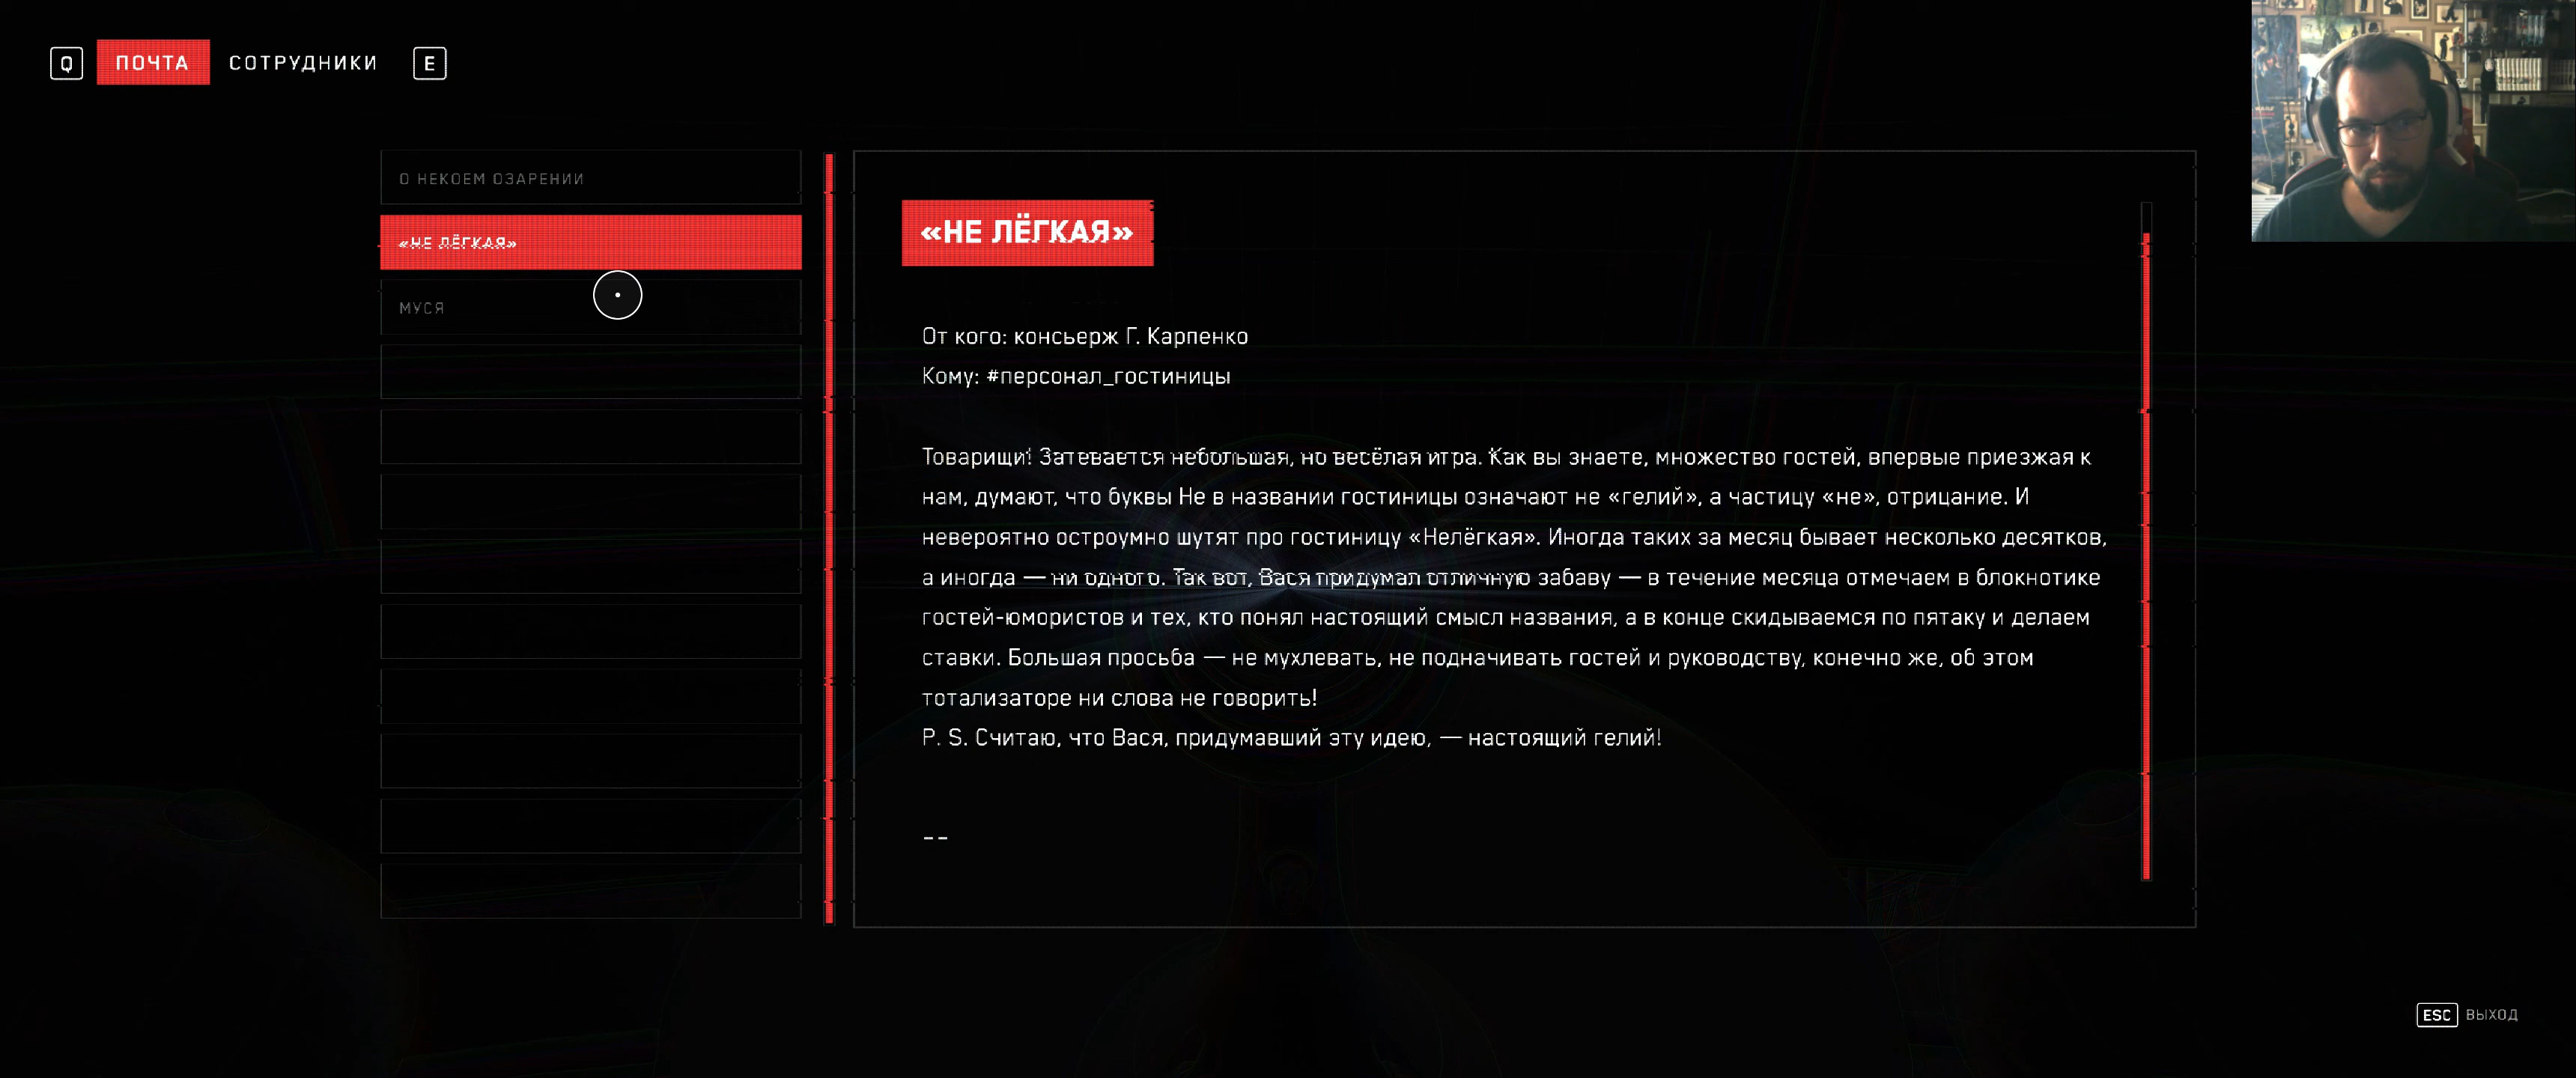 Q ПОЧТА СОТРУДНИКИ E
О НЕКОЕМ ОЗАРЕНИИ
«НЕ ЛЁГКАЯ»
МУСЯ
«НЕ ЛЁГКАЯ»
От кого: консьерж Г. Карпенко
Кому: #персонал_гостиницы
Товарищи! Затевается небольшая, но весёлая игра. Как вы знаете, множество гостей, впервые приезжая к
нам, думают, что буквы Не в названии гостиницы означают не «гелий», а частицу «не», отрицание. И
невероятно остроумно шутят про гостиницу «Нелёгкая». Иногда таких за месяц бывает несколько десятков,
а иногда — ни одного. Так вот, Вася придумал отличную забаву — в течение месяца отмечаем в блокнотике
гостей-юмористов и тех, кто понял настоящий смысл названия, а в конце скидываемся по пятаку и делаем
ставки. Большая просьба — не мухлевать, не подначивать гостей и руководству, конечно же, об этом
тотализаторе ни слова не говорить!
P. S. Считаю, что Вася, придумавший эту идею, — настоящий гелий!
--
ESC ВЫХОД